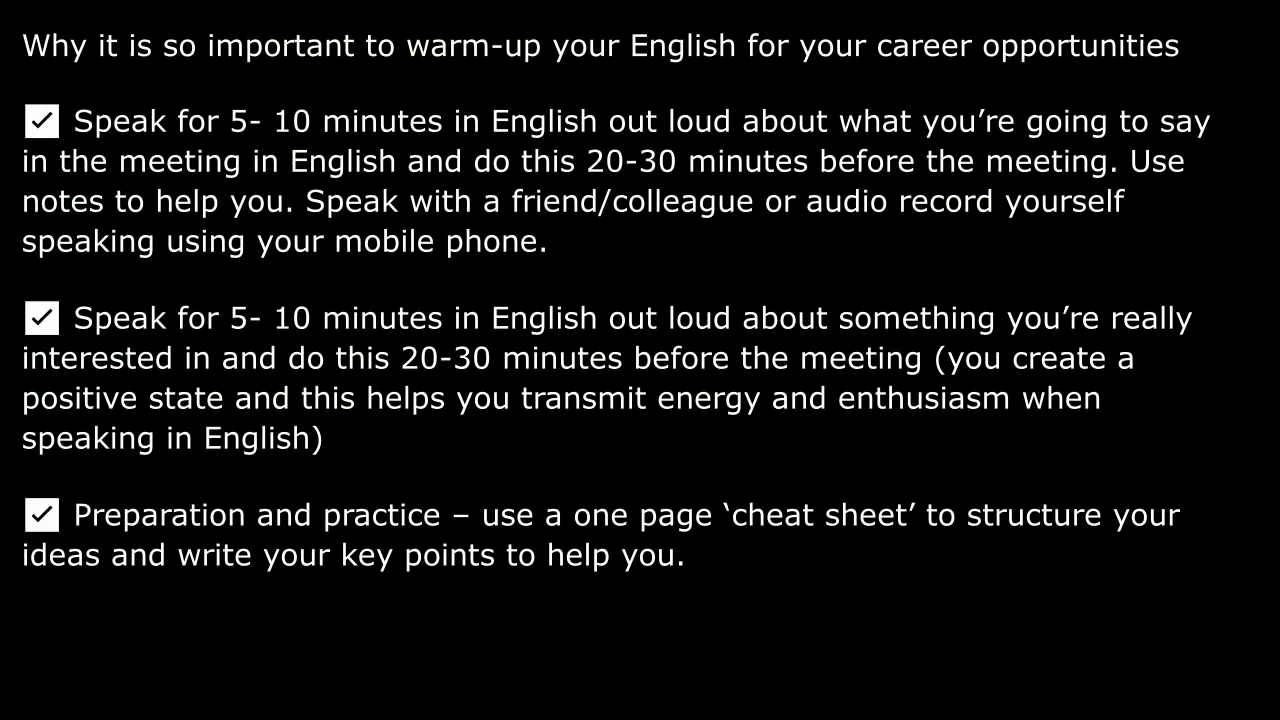 Why it is so important to warm-up your English for your career opportunities
☑ Speak for 5- 10 minutes in English out loud about what you’re going to say
in the meeting in English and do this 20-30 minutes before the meeting. Use
notes to help you. Speak with a friend/colleague or audio record yourself
speaking using your mobile phone.
☑ Speak for 5- 10 minutes in English out loud about something you’re really
interested in and do this 20-30 minutes before the meeting (you create a
positive state and this helps you transmit energy and enthusiasm when
speaking in English)
☑ Preparation and practice – use a one page ‘cheat sheet’ to structure your
ideas and write your key points to help you.